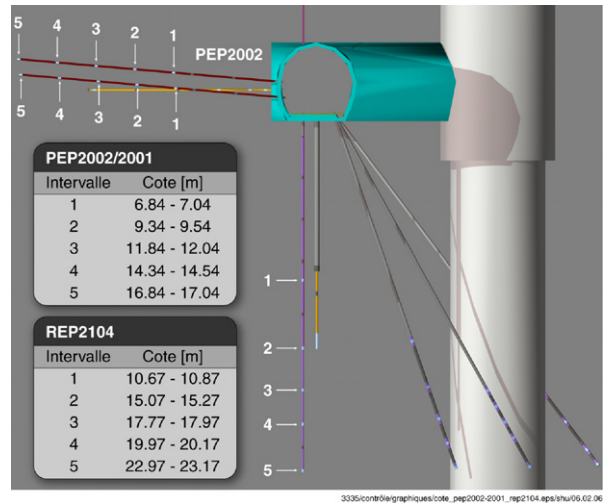 5
4
3
2
1
PEP2002
5
4
3
2
1
PEP2002/2001
Intervalle Cote [m]
1 6.84 - 7.04
2 9.34 - 9.54
3 11.84 - 12.04
4 14.34 - 14.54
5 16.84 - 17.04
REP2104
Intervalle Cote [m]
1 10.67 - 10.87
2 15.07 - 15.27
3 17.77 - 17.97
4 19.97 - 20.17
5 22.97 - 23.17
1
2
3
4
5
3335/contrôle/graphiques/cote_pep2002-2001_rep2104.eps/shu/06.02.06